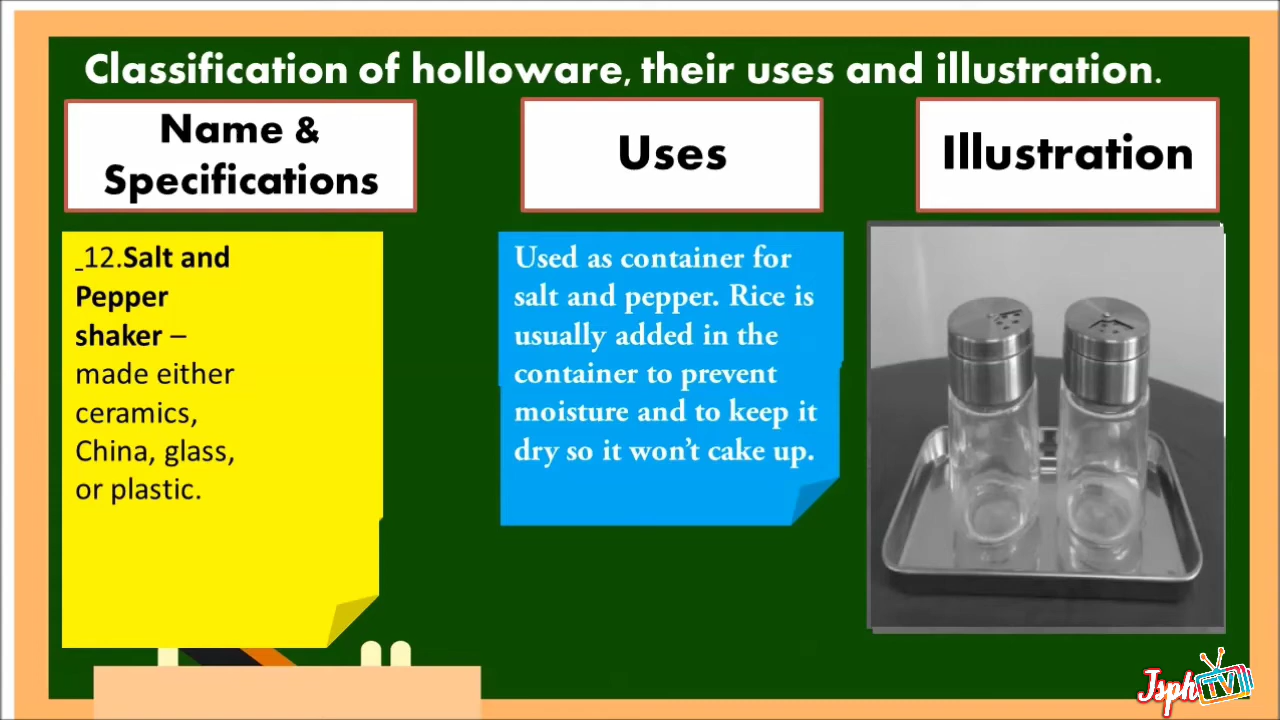 Classification of holloware, their uses and illustration.
Name &
Specifications
Uses
Illustration
_12.Salt and
Pepper
shaker –
made either
ceramics,
China, glass,
or plastic.
Used as container for
salt and pepper. Rice is
usually added in the
container to prevent
moisture and to keep it
dry so it won't cake up.
Jsph TV